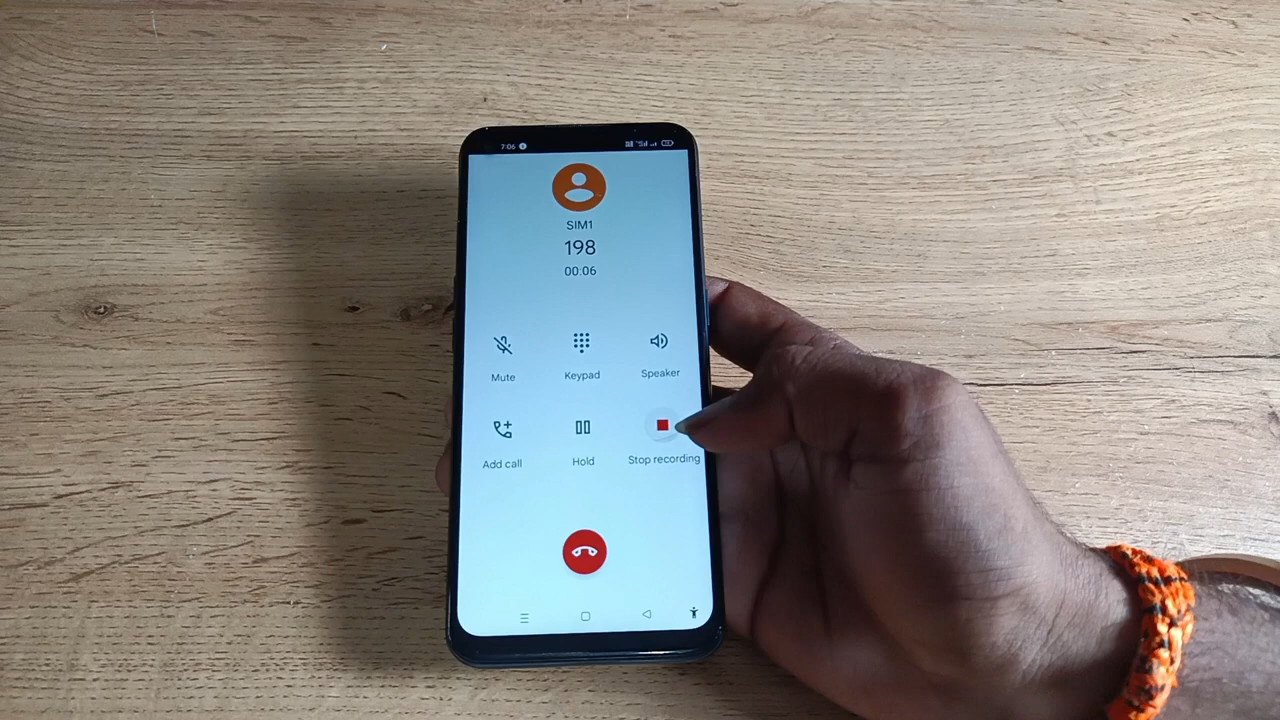 7:06
SIM1
198
00:06
Mute Keypad Speaker
Add call Hold Stop recording